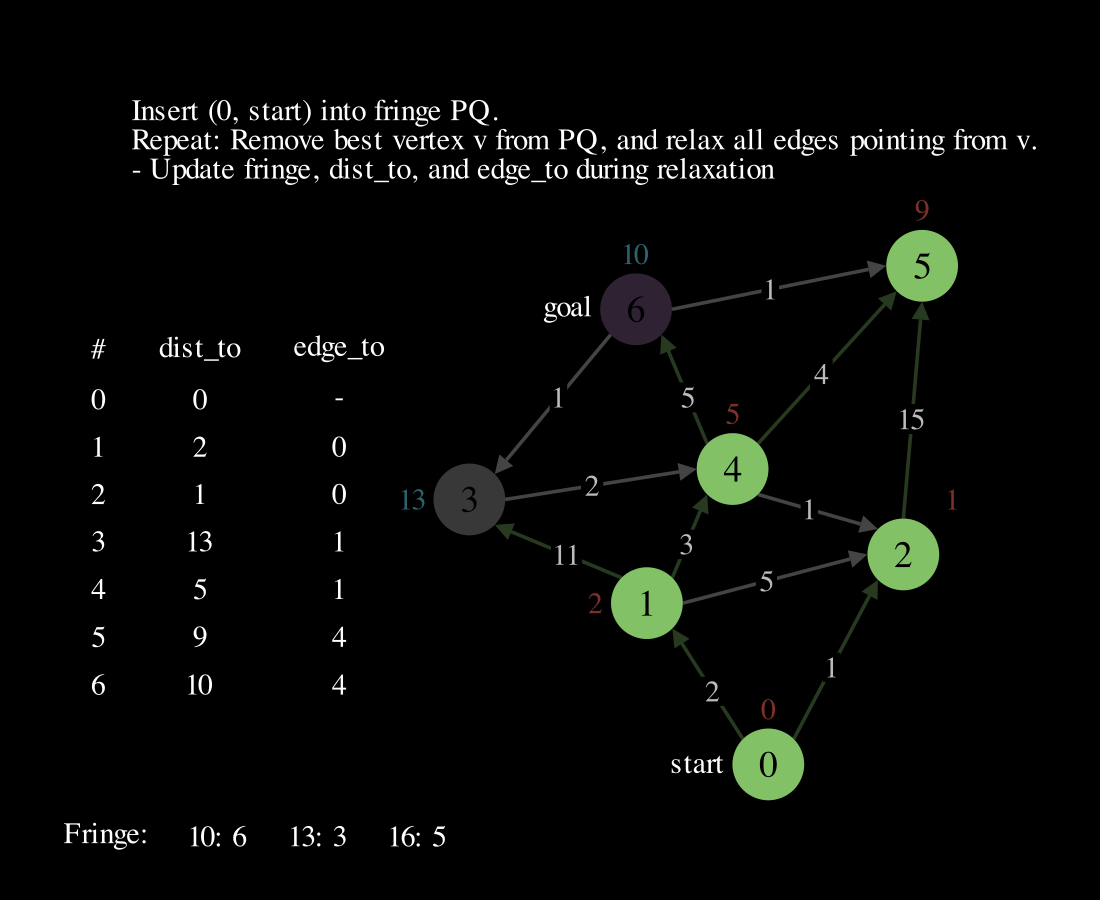 Insert (0, start) into fringe PQ.
Repeat: Remove best vertex v from PQ, and relax all edges pointing from v.
- Update fringe, dist_to, and edge_to during relaxation
9
10
5
goal
6
1
# dist_to edge_to
0 0 -
1 2 0
2 1 0
3 13 1
4 5 1
5 9 4
6 10 4
4
1
5
5
15
4
2
13
3
1
1
3
11
2
5
2
1
1
2
0
start
0
Fringe: 10: 6 13: 3 16: 5